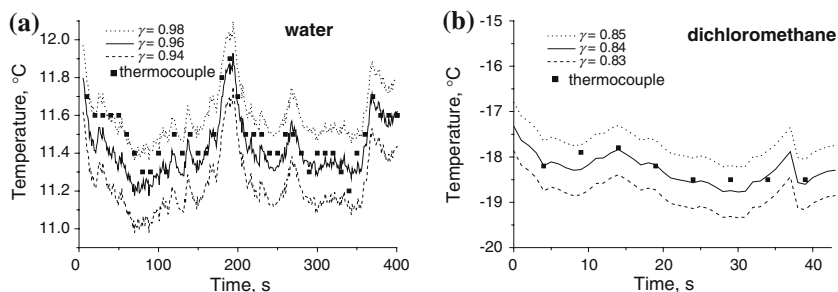 (a)
γ = 0.98
γ = 0.96
γ = 0.94
thermocouple
water
Temperature, °C
12.0
11.8
11.6
11.4
11.2
11.0
0
100
200
300
400
Time, s
(b)
γ = 0.85
γ = 0.84
γ = 0.83
thermocouple
dichloromethane
Temperature, °C
-15
-16
-17
-18
-19
-20
0
10
20
30
40
Time, s